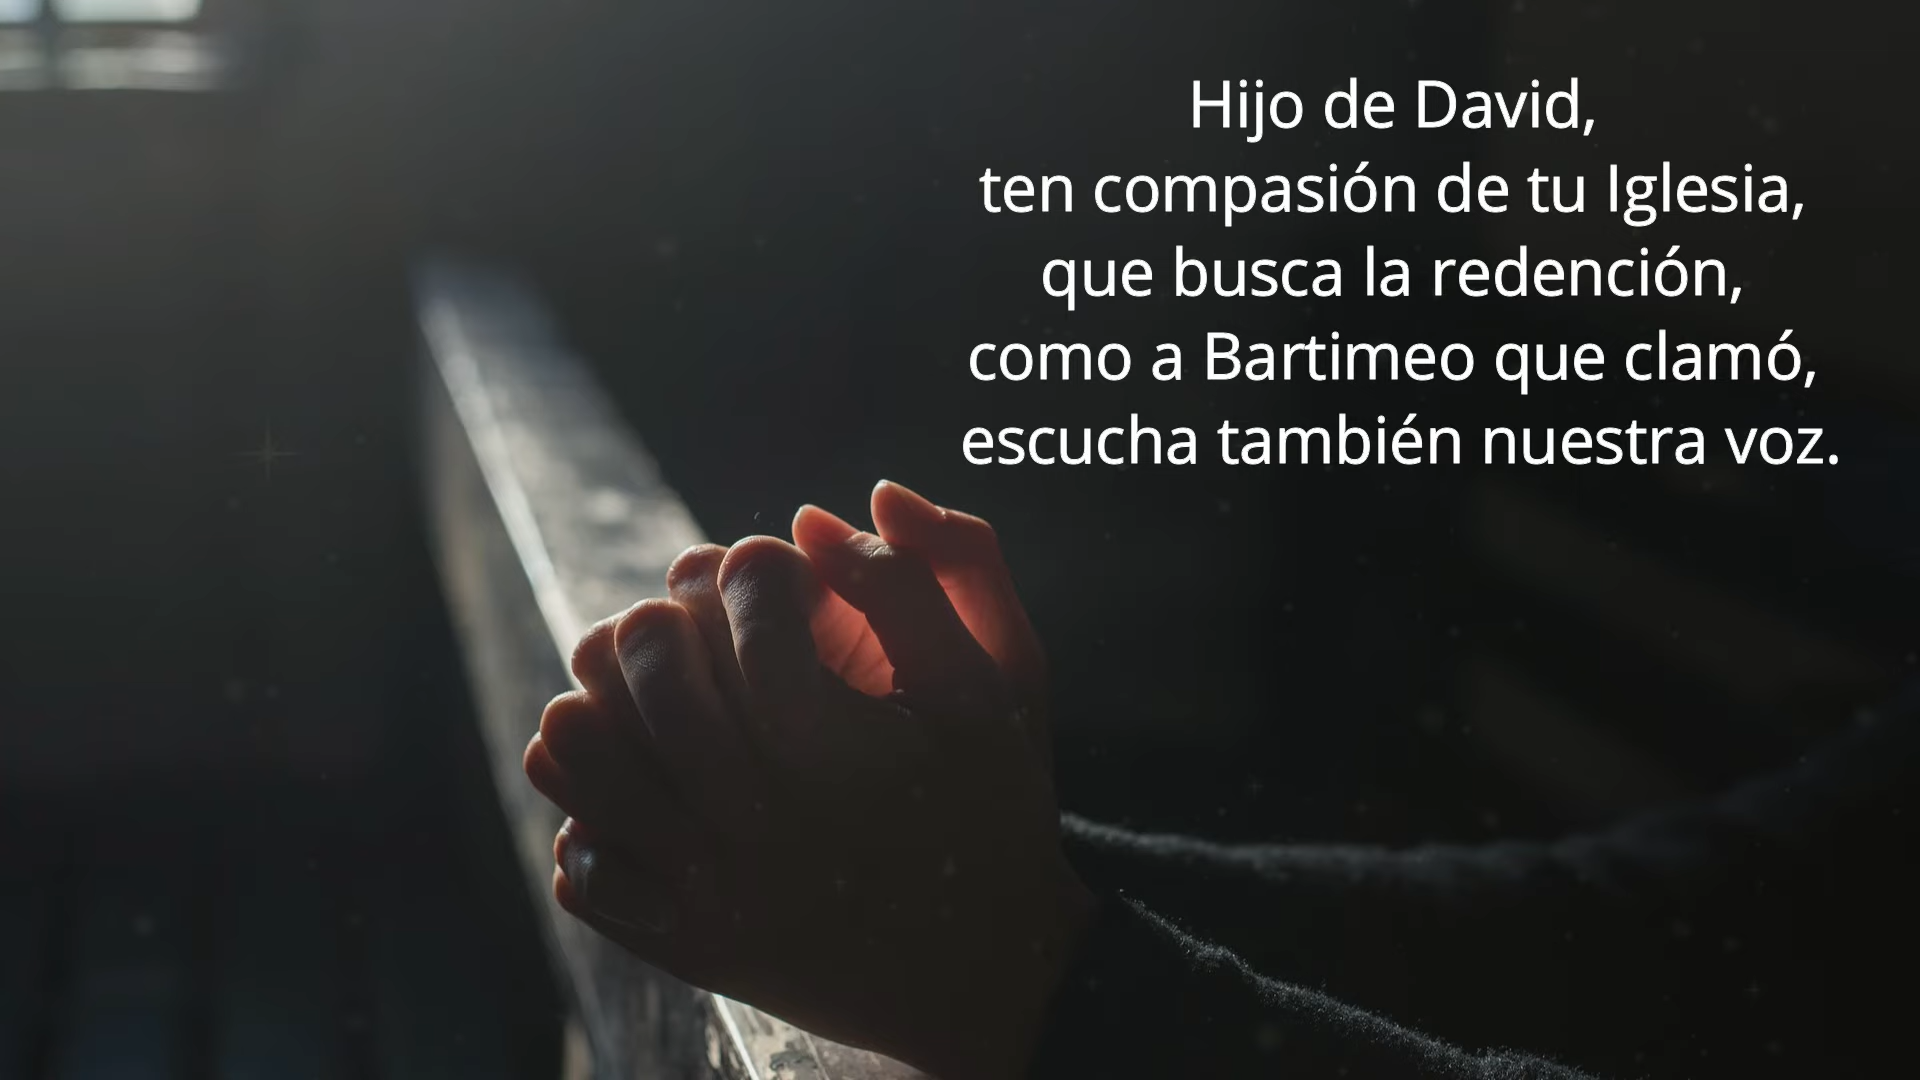 Hijo de David,
ten compasión de tu Iglesia,
que busca la redención,
como a Bartimeo que clamó,
escucha también nuestra voz.